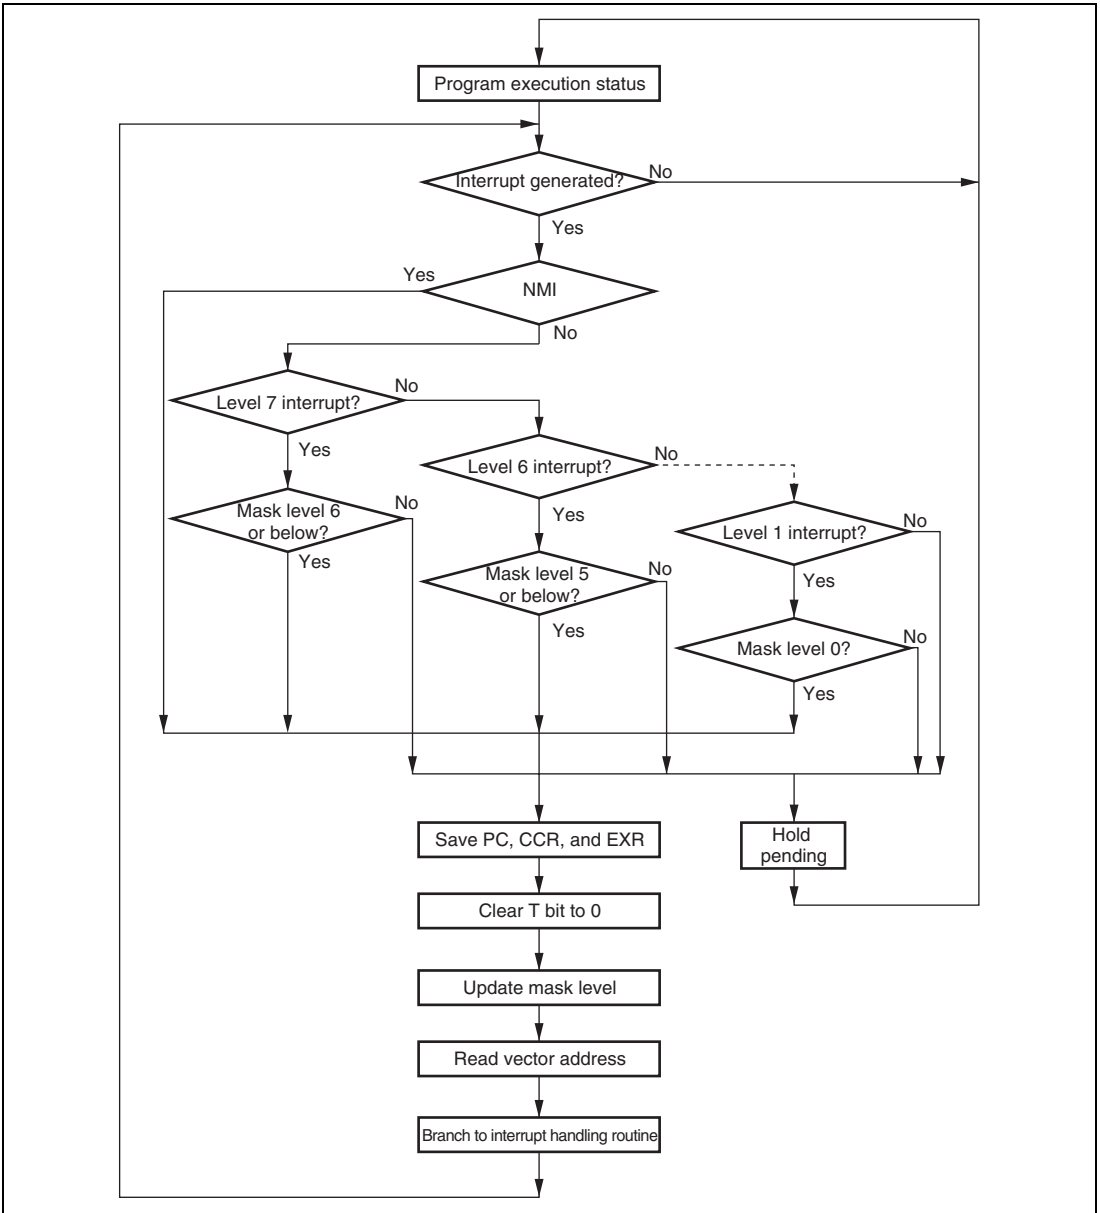 Program execution status
Interrupt generated?
No
Yes
Yes
NMI
No
Level 7 interrupt?
No
Yes
Level 6 interrupt?
No
Mask level 6
or below?
No
Yes
Yes
Level 1 interrupt?
No
Mask level 5
or below?
No
Yes
Yes
Mask level 0?
No
Yes
Save PC, CCR, and EXR
Hold
pending
Clear T bit to 0
Update mask level
Read vector address
Branch to interrupt handling routine